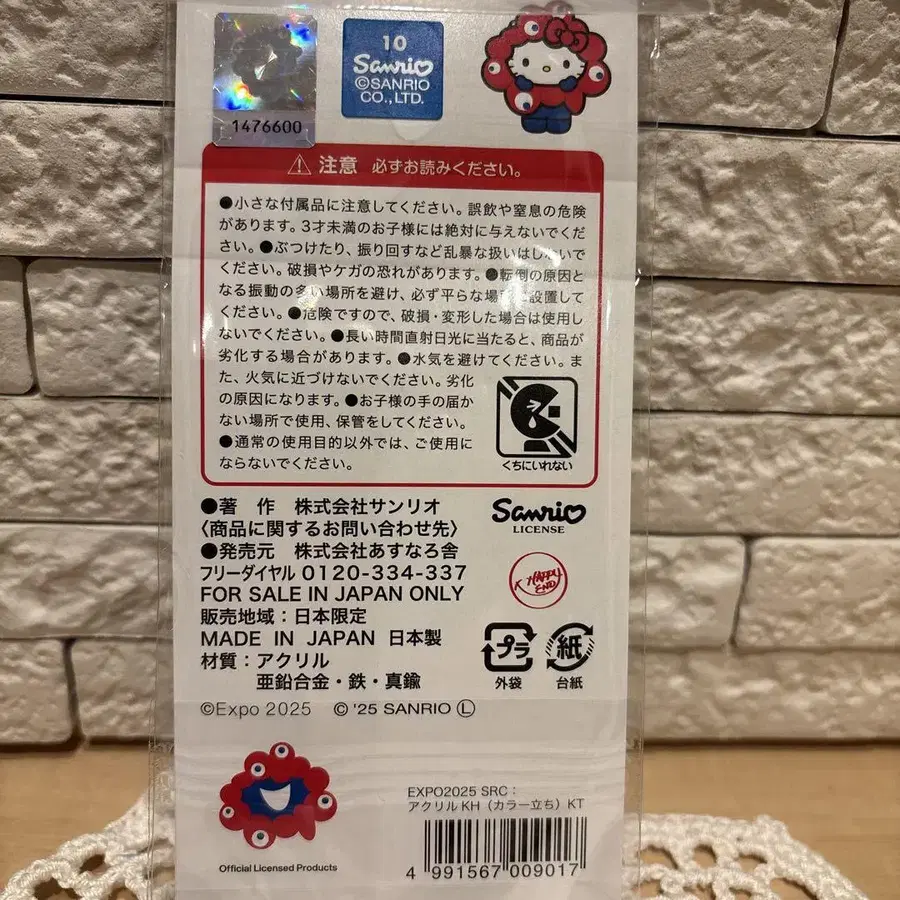 1476600
10
Sanrio
©SANRIO
CO.,LTD.
注意 必ずお読みください。
●小さな付属品に注意してください。誤飲や窒息の危険
があります。3才未満のお子様には絶対に与えないでくだ
さい。●ぶつけたり、振り回すなど乱暴な扱いはしないで
ください。破損やケガの恐れがあります。●転倒の原因と
なる振動の多い場所を避け、必ず平らな場所に設置して
ください。●危険ですので、破損・変形した場合は使用し
ないでください。●長い時間直射日光に当たると、商品が
劣化する場合があります。●水気を避けてください。ま
た、火気に近づけないでください。劣化
の原因になります。●お子様の手の届か
ない場所で使用、保管をしてください。
●通常の使用目的以外では、ご使用に
ならないでください。
くちにいれない
●著 作 株式会社サンリオ
〈商品に関するお問い合わせ先〉
●発売元 株式会社あすなろ舎
フリーダイヤル 0120-334-337
FOR SALE IN JAPAN ONLY
販売地域：日本限定
MADE IN JAPAN 日本製
材質：アクリル
亜鉛合金・鉄・真鍮
Sanrio
LICENSE
K HAPPY
END
プラ
外袋
紙
台紙
©Expo 2025 © '25 SANRIO Ⓛ
Official Licensed Products
EXPO2025 SRC：
アクリルKH（カラー立ち）KT
4 991567 009017